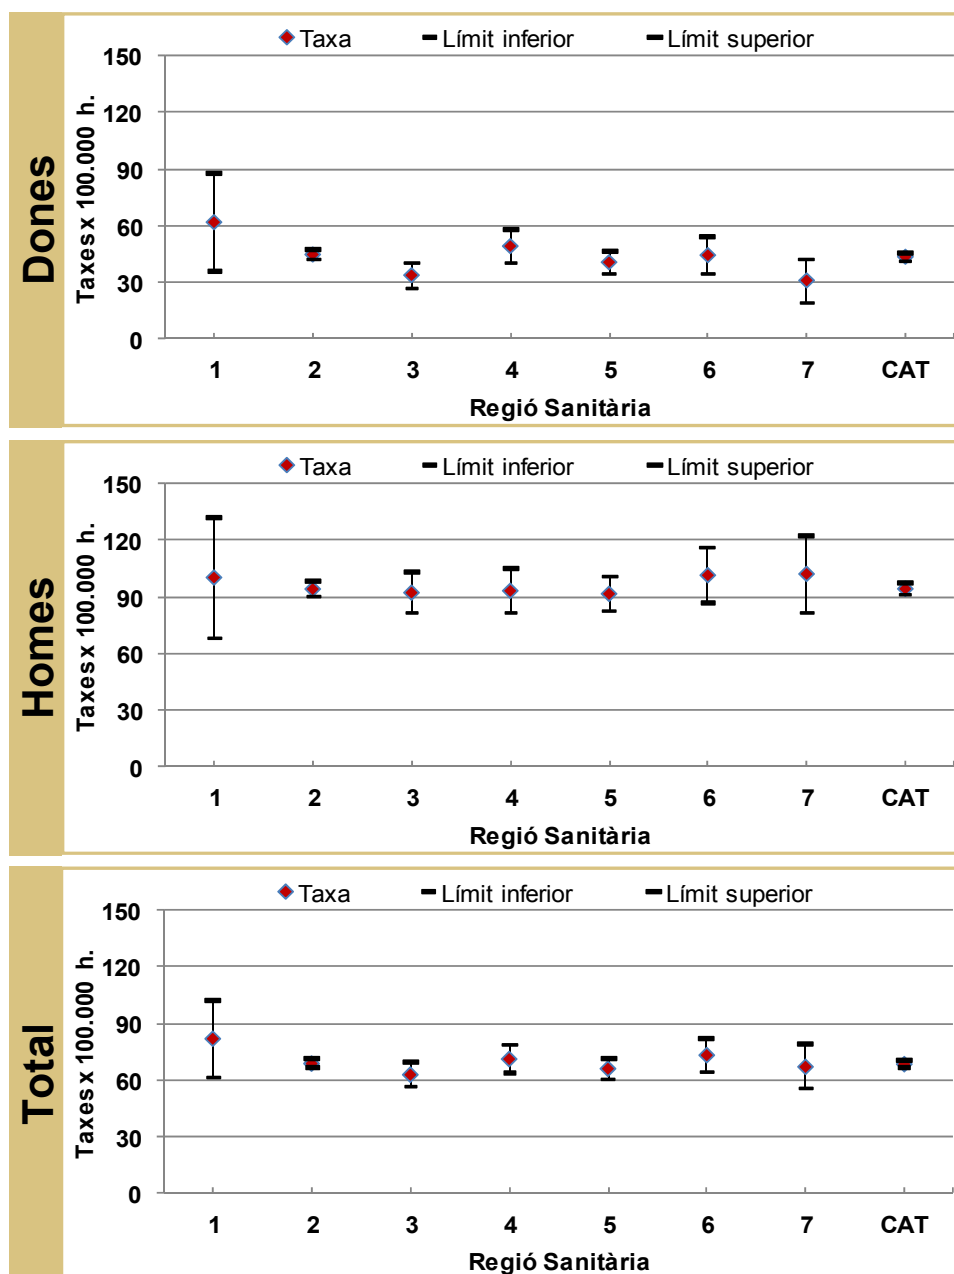 Dones
Taxa Límit inferior Límit superior
Taxes x 100.000 h.
150
120
90
60
30
0
1 2 3 4 5 6 7 CAT
Regió Sanitària
Homes
Taxa Límit inferior Límit superior
Taxes x 100.000 h.
150
120
90
60
30
0
1 2 3 4 5 6 7 CAT
Regió Sanitària
Total
Taxa Límit inferior Límit superior
Taxes x 100.000 h.
150
120
90
60
30
0
1 2 3 4 5 6 7 CAT
Regió Sanitària